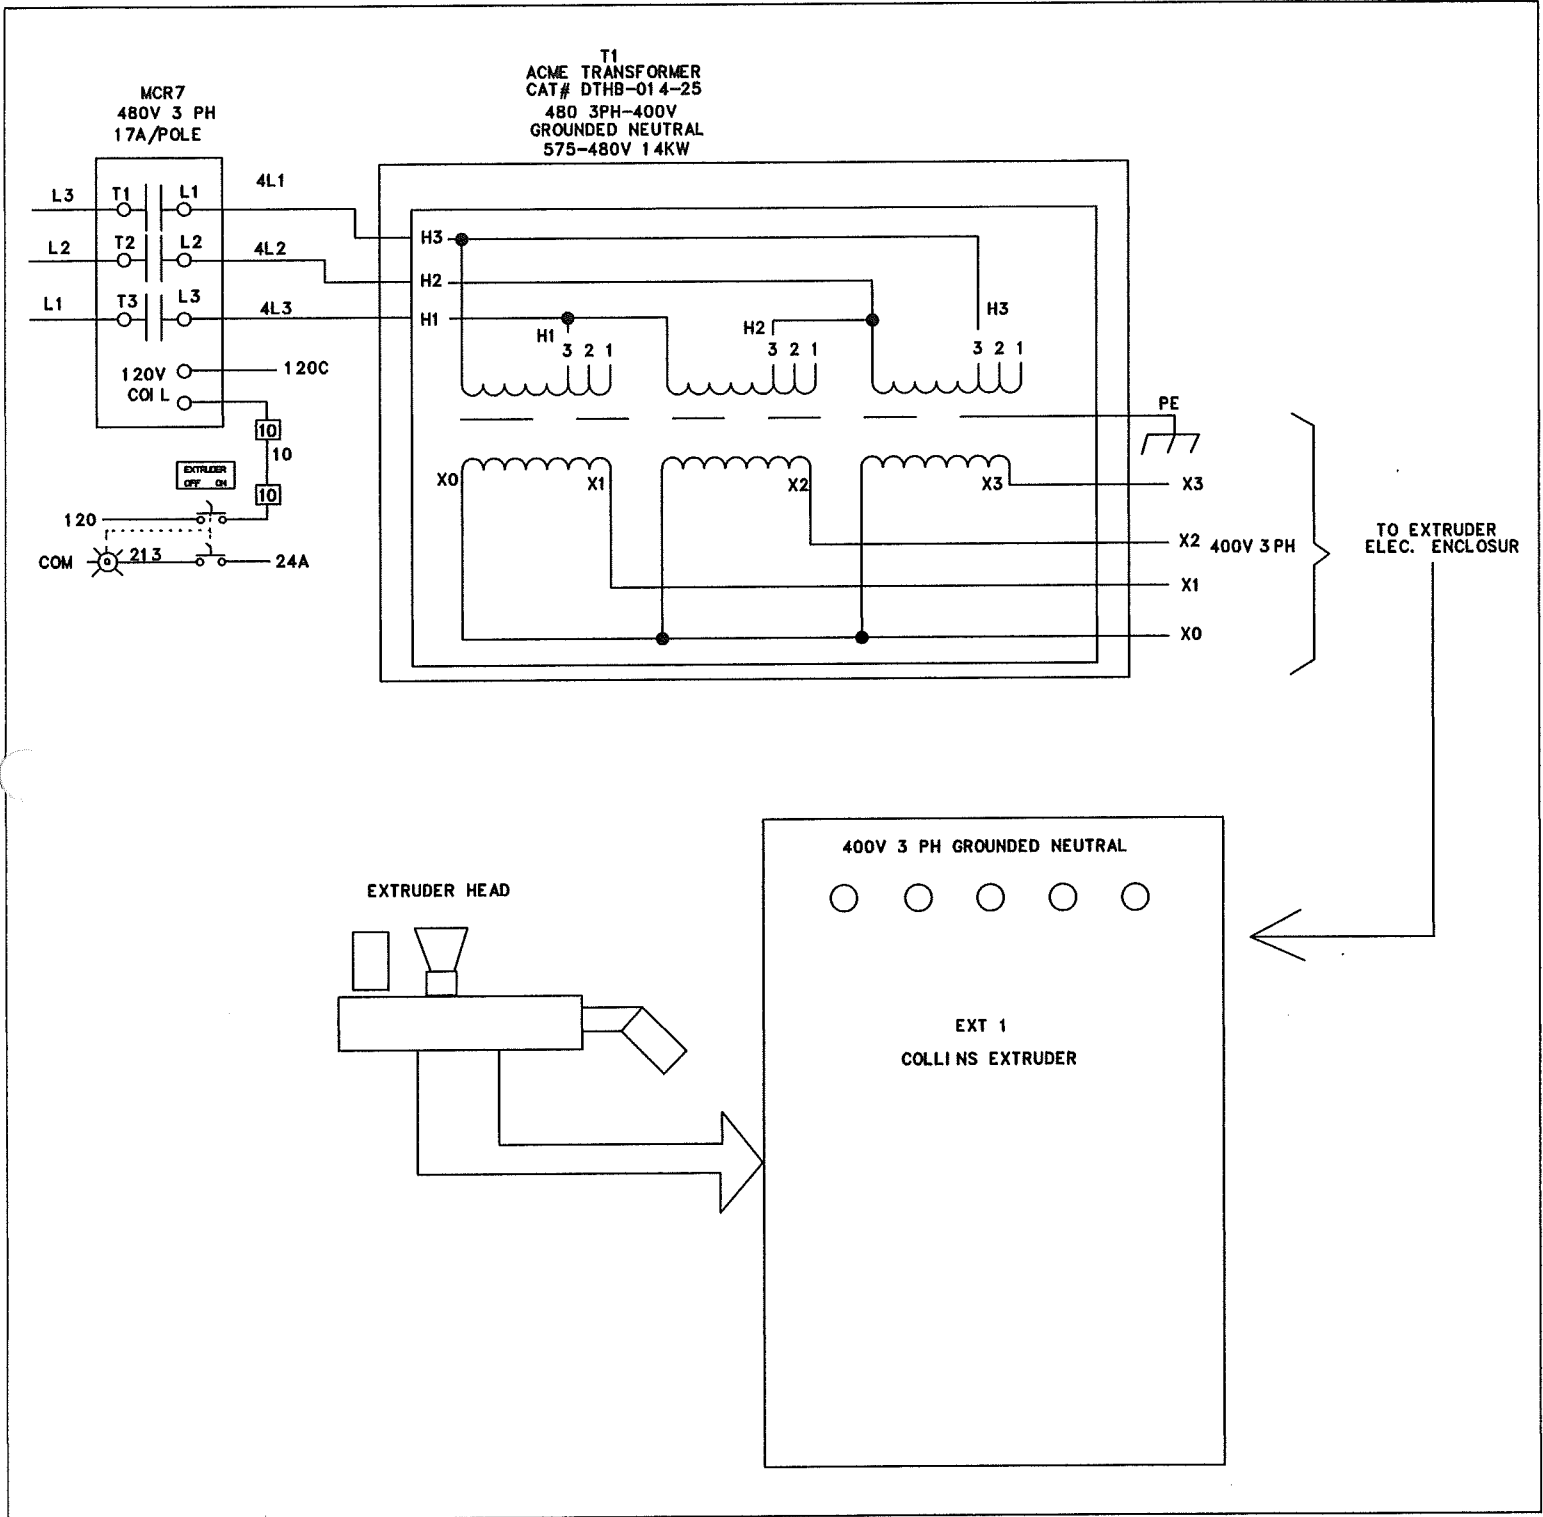 T1
ACME TRANSFORMER
CAT# DTHB-014-25
480 3PH-400V
GROUNDED NEUTRAL
575-480V 14KW
MCR7
480V 3 PH
17A/POLE
L3 T1 L1 4L1
L2 T2 L2 4L2
L1 T3 L3 4L3
120V
COIL
120C
10
10
10
EXTRUDER
OFF ON
120
COM 213 24A
H3
H2
H1
H1
3 2 1
H2
3 2 1
H3
3 2 1
PE
X0 X1 X2 X3
X3
X2 400V 3 PH
X1
X0
TO EXTRUDER
ELEC. ENCLOSUR
EXTRUDER HEAD
400V 3 PH GROUNDED NEUTRAL
EXT 1
COLLINS EXTRUDER